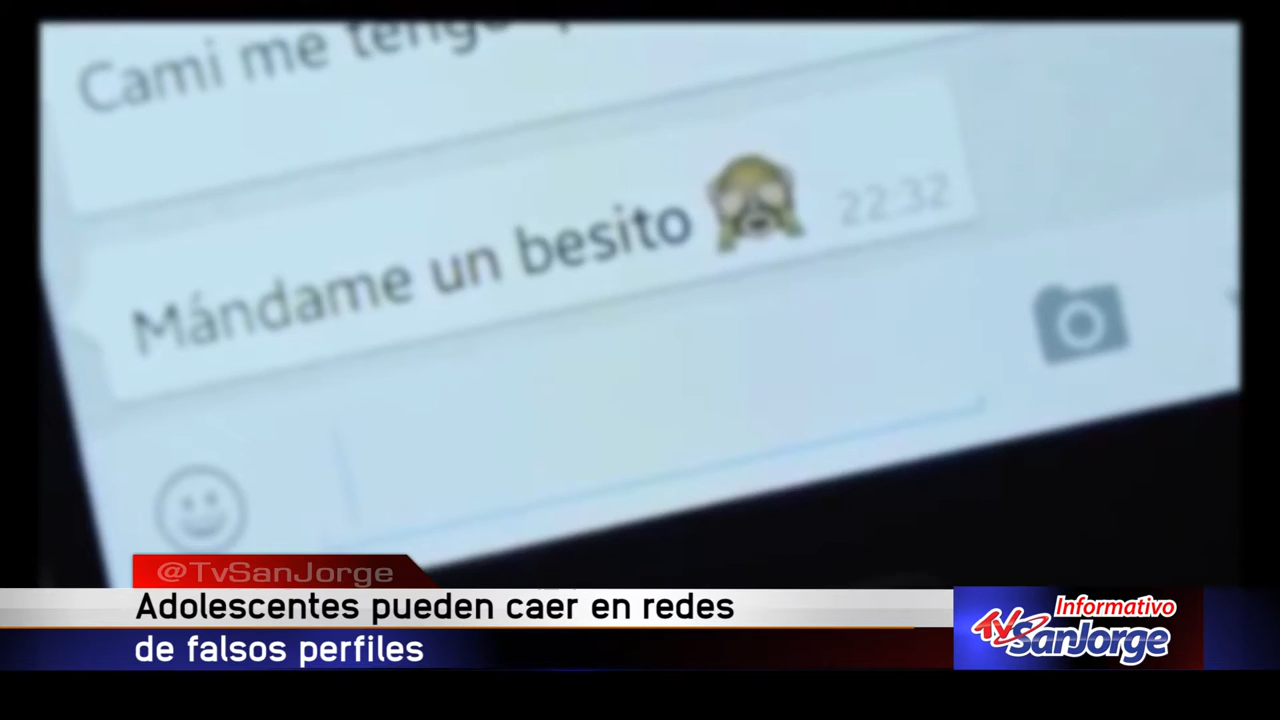 Cami me tengo
Mándame un besito
22:32
@TvSanJorge
Adolescentes pueden caer en redes
de falsos perfiles
Informativo
Tv SanJorge